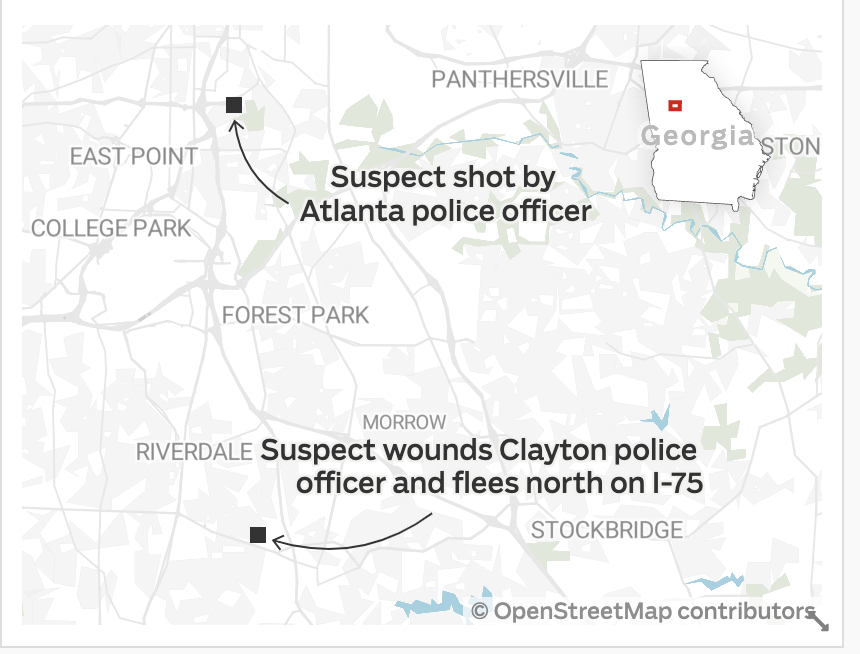 PANTHERSVILLE
Georgia
STON
EAST POINT
Suspect shot by
Atlanta police officer
COLLEGE PARK
FOREST PARK
MORROW
RIVERDALE
Suspect wounds Clayton police
officer and flees north on I-75
STOCKBRIDGE
© OpenStreetMap contributors